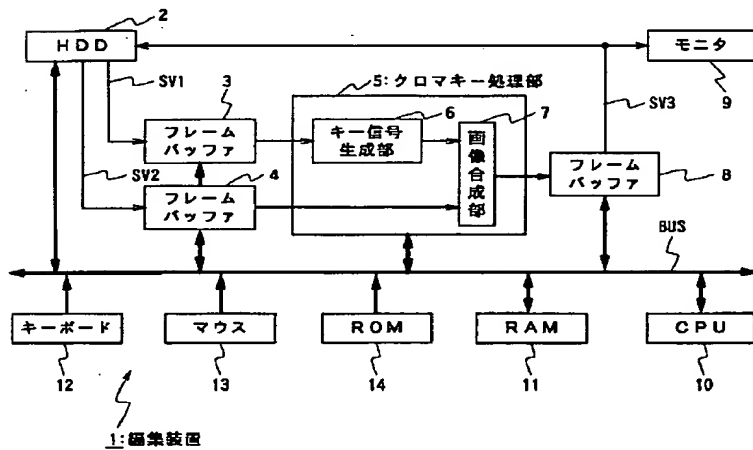 2
HDD
モニタ
9
SV1
3
5:クロマキー処理部
6
7
SV3
フレーム
バッファ
キー信号
生成部
画像合成部
SV2
4
フレーム
バッファ
フレーム
バッファ
8
BUS
キーボード
マウス
ROM
RAM
CPU
12
13
14
11
10
1:編集装置